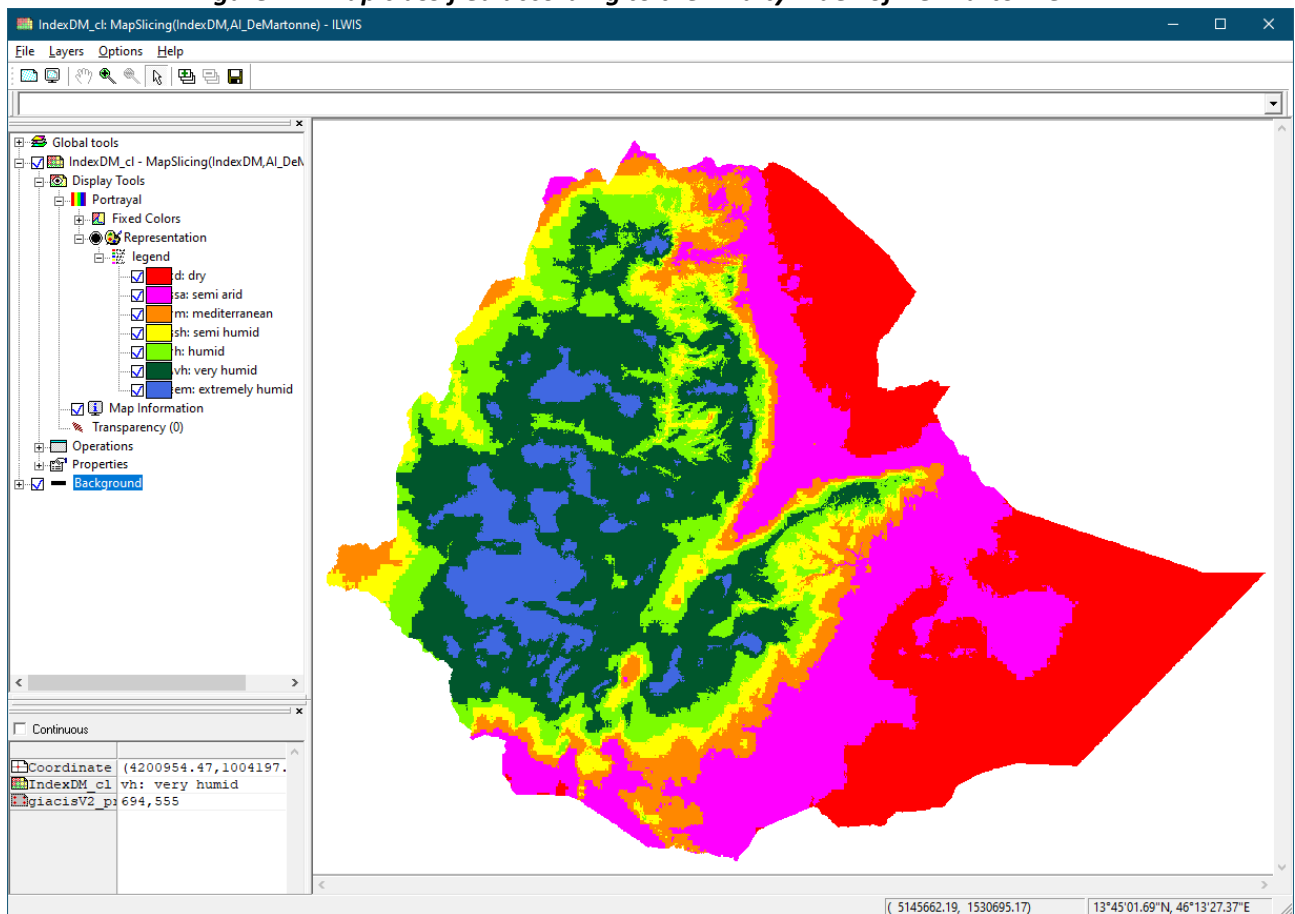 IndexDM_cl: MapSlicing(IndexDM,AI_DeMartonne) - ILWIS
File Layers Options Help
Global tools
IndexDM_cl - MapSlicing(IndexDM,AI_DeM
Display Tools
Portrayal
Fixed Colors
Representation
legend
d: dry
sa: semi arid
m: mediterranean
sh: semi humid
h: humid
vh: very humid
em: extremely humid
Map Information
Transparency (0)
Operations
Properties
Background
Continuous
Coordinate (4200954.47,1004197.
IndexDM_cl vh: very humid
giacisV2_p 694,555
( 5145662.19, 1530695.17) 13°45'01.69"N, 46°13'27.37"E